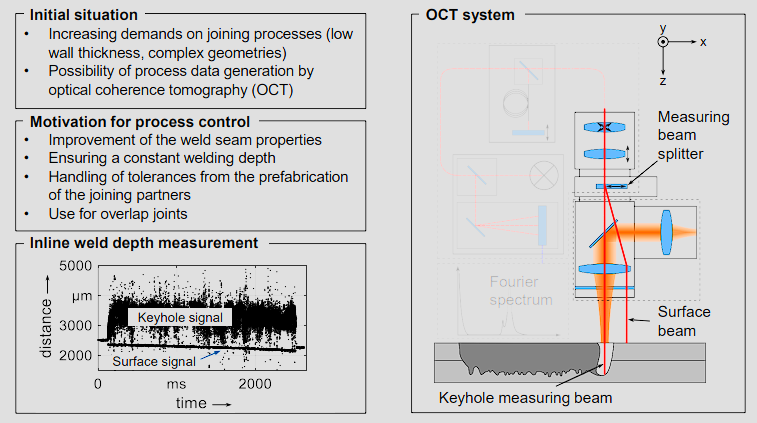 Initial situation
• Increasing demands on joining processes (low
wall thickness, complex geometries)
• Possibility of process data generation by
optical coherence tomography (OCT)
Motivation for process control
• Improvement of the weld seam properties
• Ensuring a constant welding depth
• Handling of tolerances from the prefabrication
of the joining partners
• Use for overlap joints
Inline weld depth measurement
5000
µm
3000
2000
distance
Keyhole signal
Surface signal
0 ms 2000
time
OCT system
y
x
z
Measuring
beam
splitter
Fourier
spectrum
Surface
beam
Keyhole measuring beam